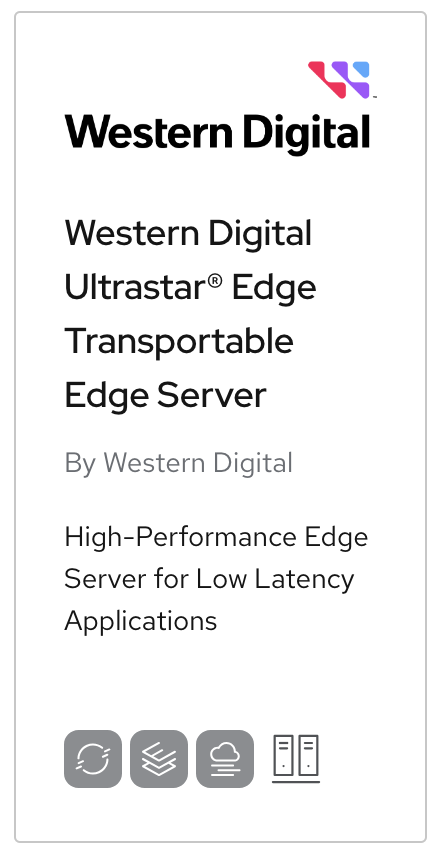 Western Digital
Western Digital
Ultrastar® Edge
Transportable
Edge Server
By Western Digital
High-Performance Edge
Server for Low Latency
Applications